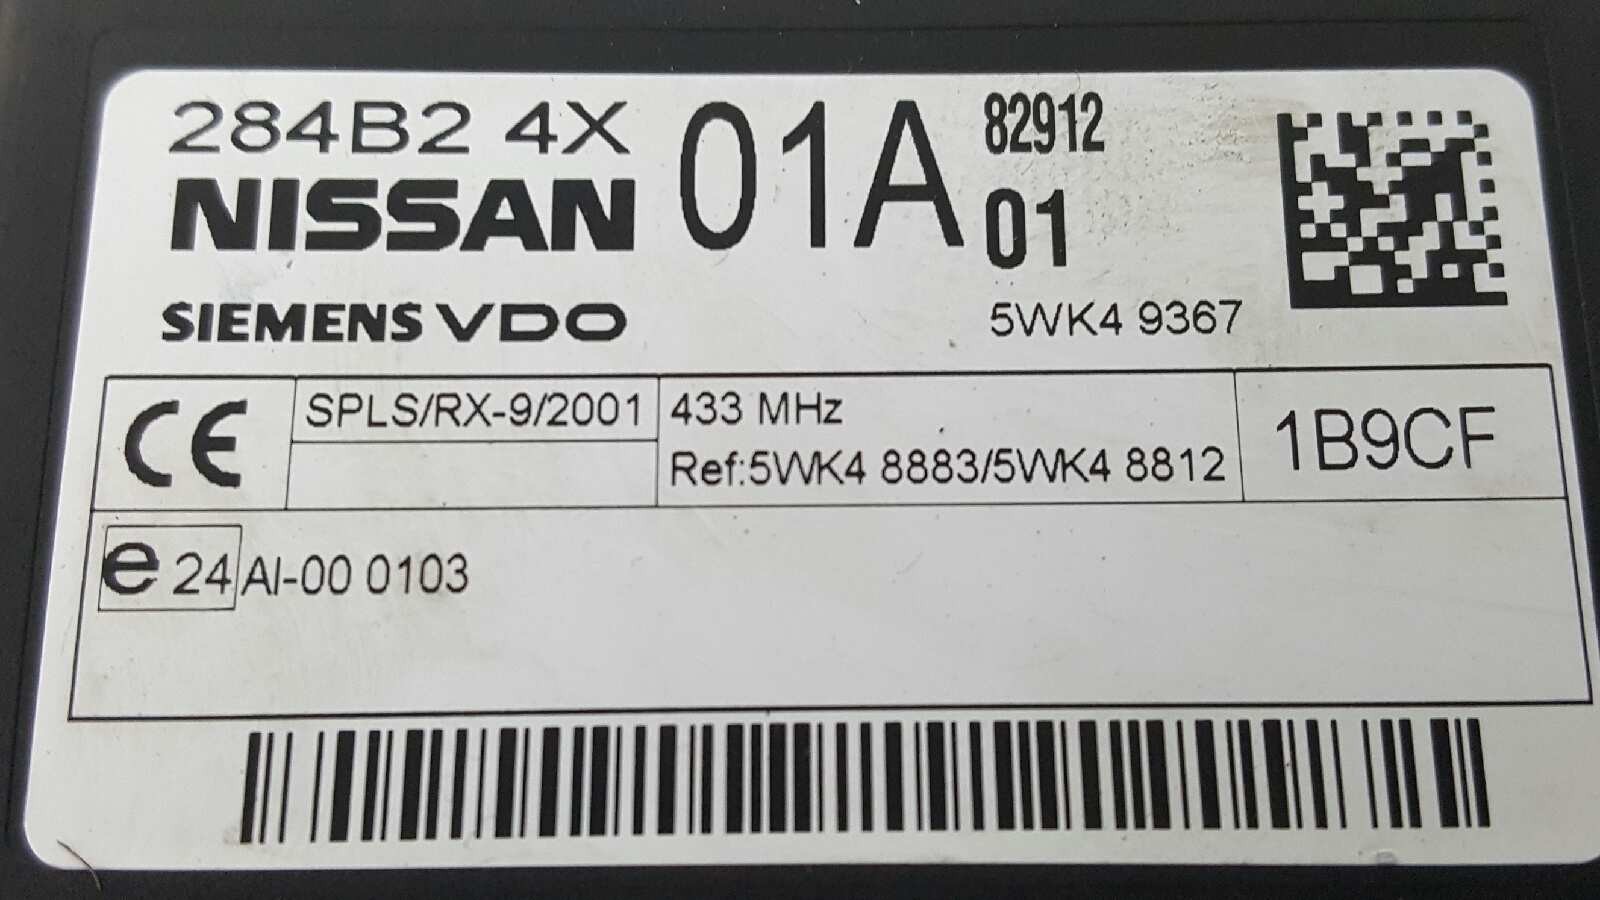 284B2 4X 01A 82912
NISSAN 01
SIEMENS VDO 5WK4 9367
CE SPLS/RX-9/2001 433 MHz 1B9CF
Ref:5WK4 8883/5WK4 8812
e 24 AI-00 0103